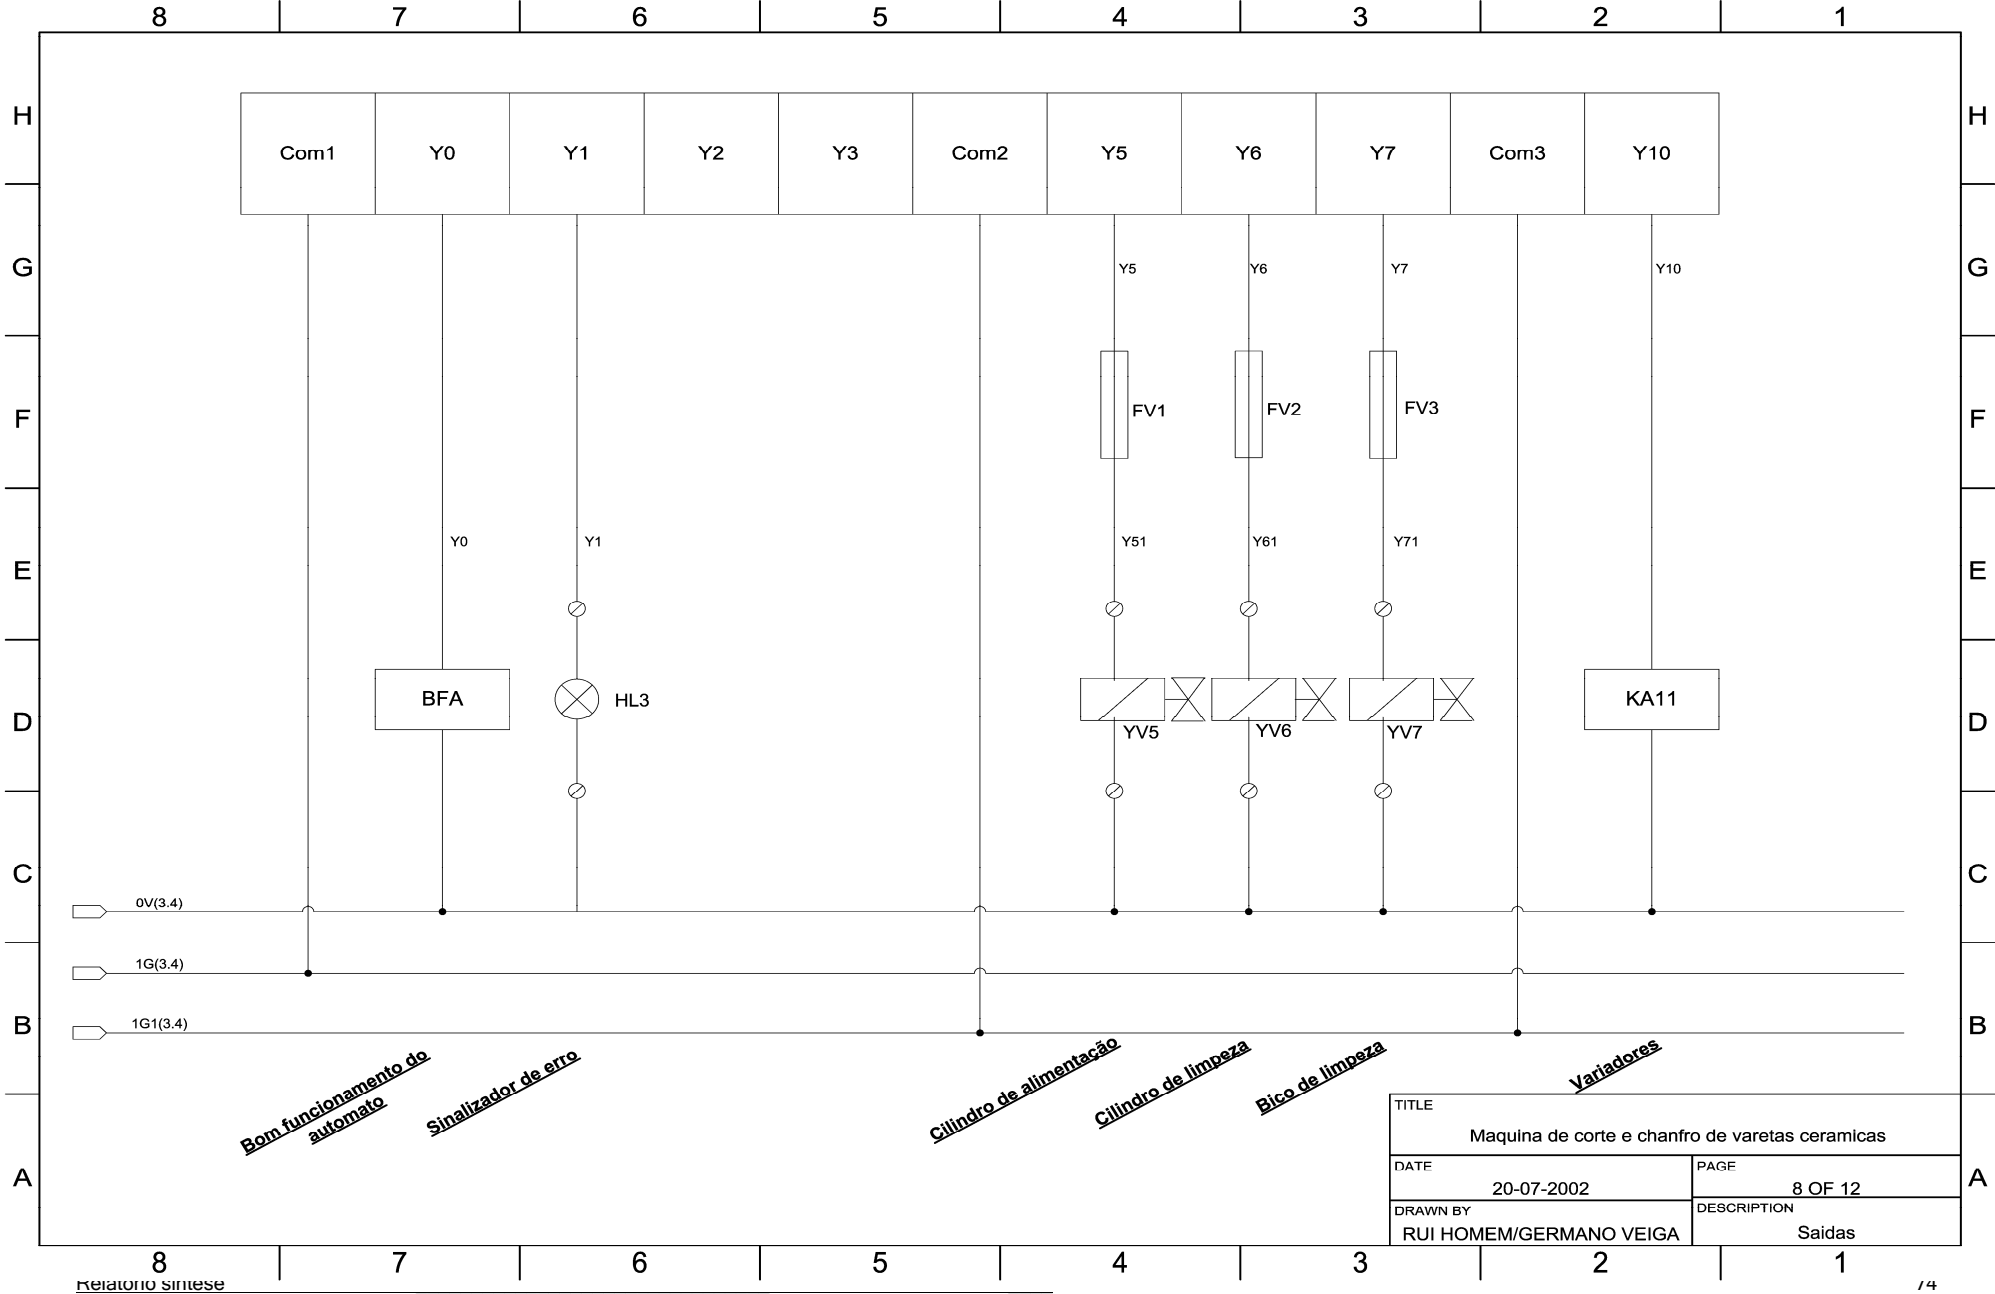 8 7 6 5 4 3 2 1
H H
Com1 Y0 Y1 Y2 Y3 Com2 Y5 Y6 Y7 Com3 Y10
G G
Y5 Y6 Y7 Y10
F F
FV1 FV2 FV3
Y0 Y1 Y51 Y61 Y71
E E
BFA HL3 KA11
D D
YV5 YV6 YV7
C C
0V(3.4)
1G(3.4)
1G1(3.4)
B B
Bom funcionamento do
automato
Sinalizador de erro
Cilindro de alimentação
Cilindro de limpeza
Bico de limpeza
Variadores
TITLE
Maquina de corte e chanfro de varetas ceramicas
A A
DATE
20-07-2002
PAGE
8 OF 12
DRAWN BY
RUI HOMEM/GERMANO VEIGA
DESCRIPTION
Saidas
8 7 6 5 4 3 2 1
Relatório síntese 74